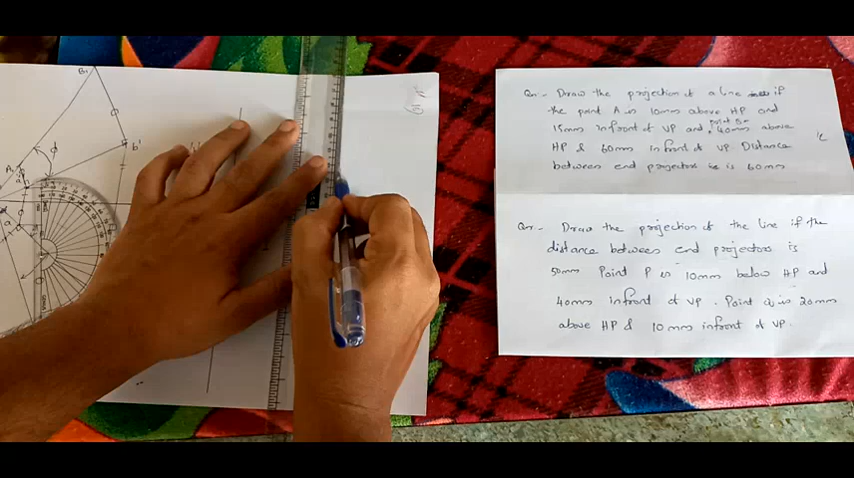 B1'
b'
φ
A
Qn:- Draw the projection of a line if
the point A is 10mm above HP and
15mm infront of VP and point B is 40mm above
HP & 60mm infront of VP. Distance
between end projectors is 60mm
Qn:- Draw the projection of the line if the
distance between end projectors is
50mm Point P is 10mm below HP and
40mm infront of VP. Point Q is 20mm
above HP & 10mm infront of VP.